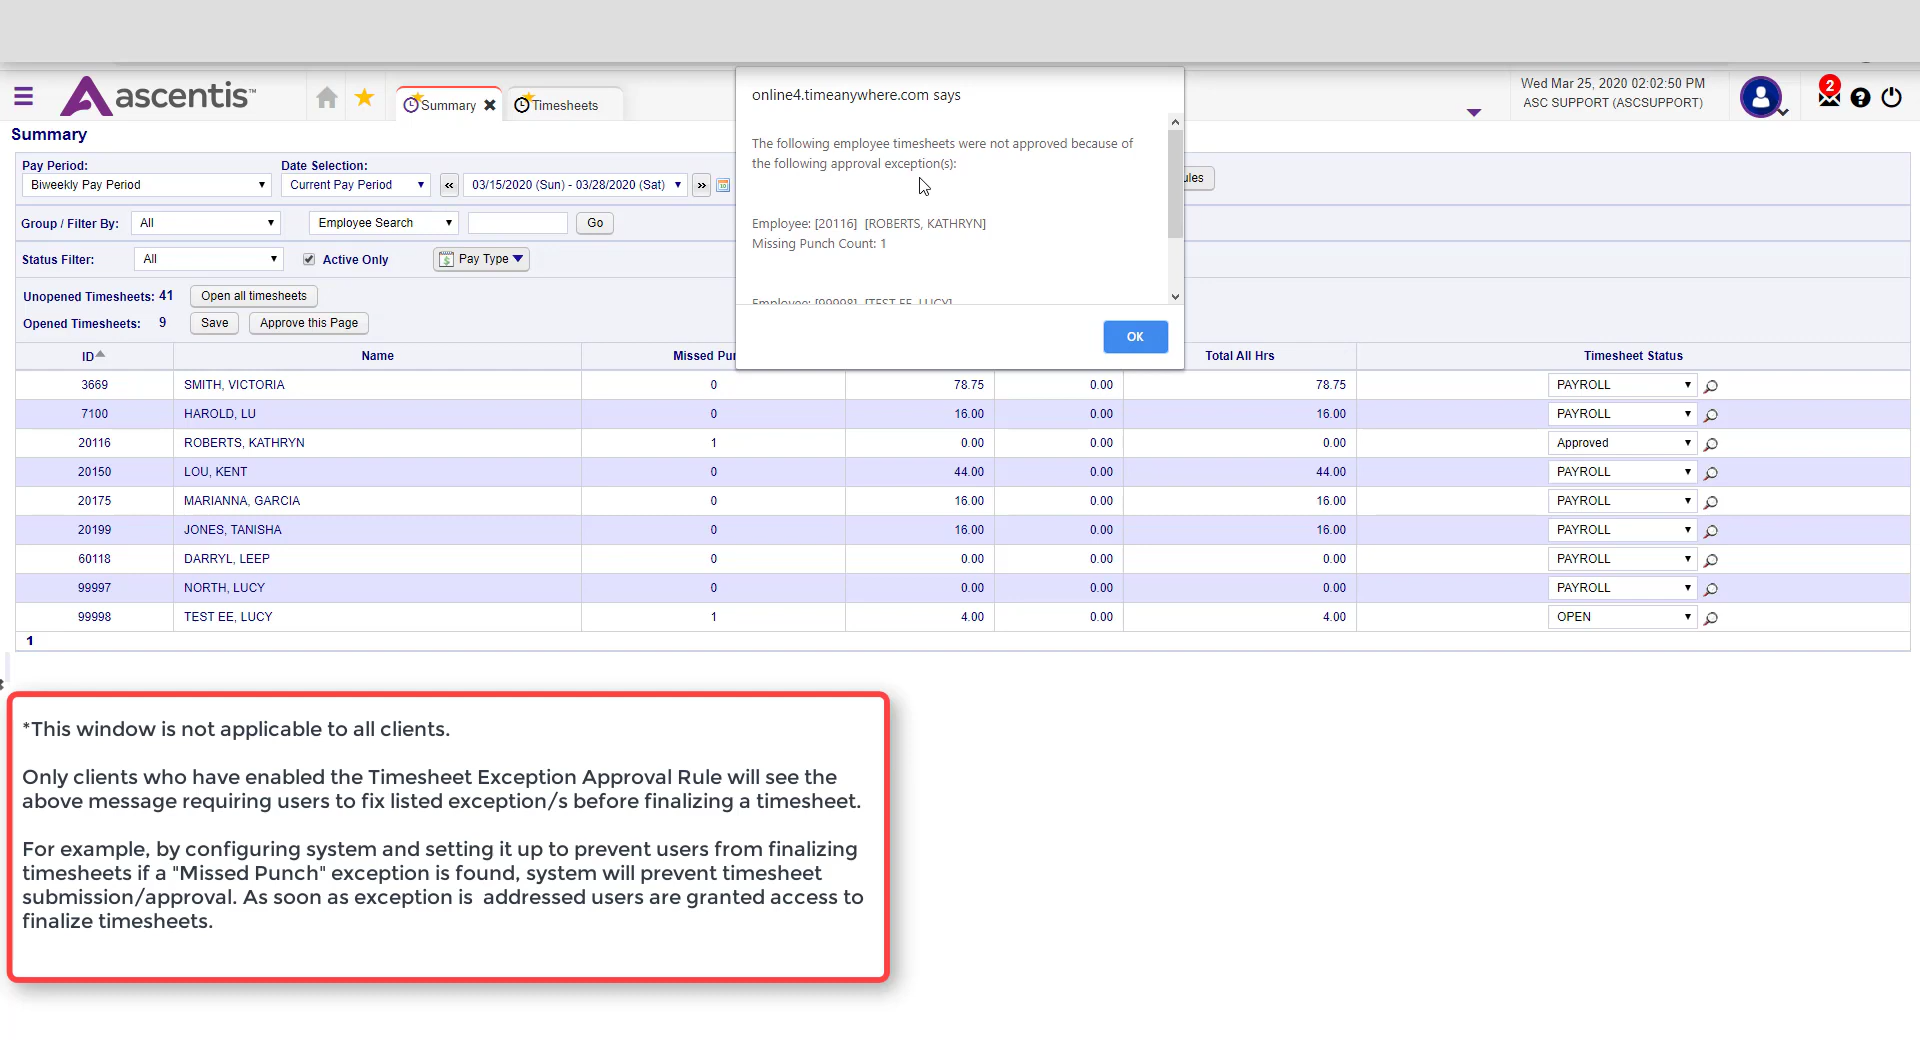 ascentis™
Summary
Timesheets
Wed Mar 25, 2020 02:02:50 PM
ASC SUPPORT (ASCSUPPORT)
2
Summary
Pay Period:
Date Selection:
Biweekly Pay Period
Current Pay Period
«
03/15/2020 (Sun) - 03/28/2020 (Sat)
»
Group / Filter By:
All
Employee Search
Go
Status Filter:
All
Active Only
Pay Type
Unopened Timesheets: 41
Open all timesheets
Opened Timesheets: 9
Save
Approve this Page
online4.timeanywhere.com says
The following employee timesheets were not approved because of
the following approval exception(s):
Employee: [20116] [ROBERTS, KATHRYN]
Missing Punch Count: 1
Employee: [99998] [TEST EE, LUCY]
OK
ID Name Missed Pu Total All Hrs Timesheet Status
3669 SMITH, VICTORIA 0 78.75 0.00 78.75 PAYROLL
7100 HAROLD, LU 0 16.00 0.00 16.00 PAYROLL
20116 ROBERTS, KATHRYN 1 0.00 0.00 0.00 Approved
20150 LOU, KENT 0 44.00 0.00 44.00 PAYROLL
20175 MARIANNA, GARCIA 0 16.00 0.00 16.00 PAYROLL
20199 JONES, TANISHA 0 16.00 0.00 16.00 PAYROLL
60118 DARRYL, LEEP 0 0.00 0.00 0.00 PAYROLL
99997 NORTH, LUCY 0 0.00 0.00 0.00 PAYROLL
99998 TEST EE, LUCY 1 4.00 0.00 4.00 OPEN
1
*This window is not applicable to all clients.
Only clients who have enabled the Timesheet Exception Approval Rule will see the
above message requiring users to fix listed exception/s before finalizing a timesheet.
For example, by configuring system and setting it up to prevent users from finalizing
timesheets if a "Missed Punch" exception is found, system will prevent timesheet
submission/approval. As soon as exception is addressed users are granted access to
finalize timesheets.